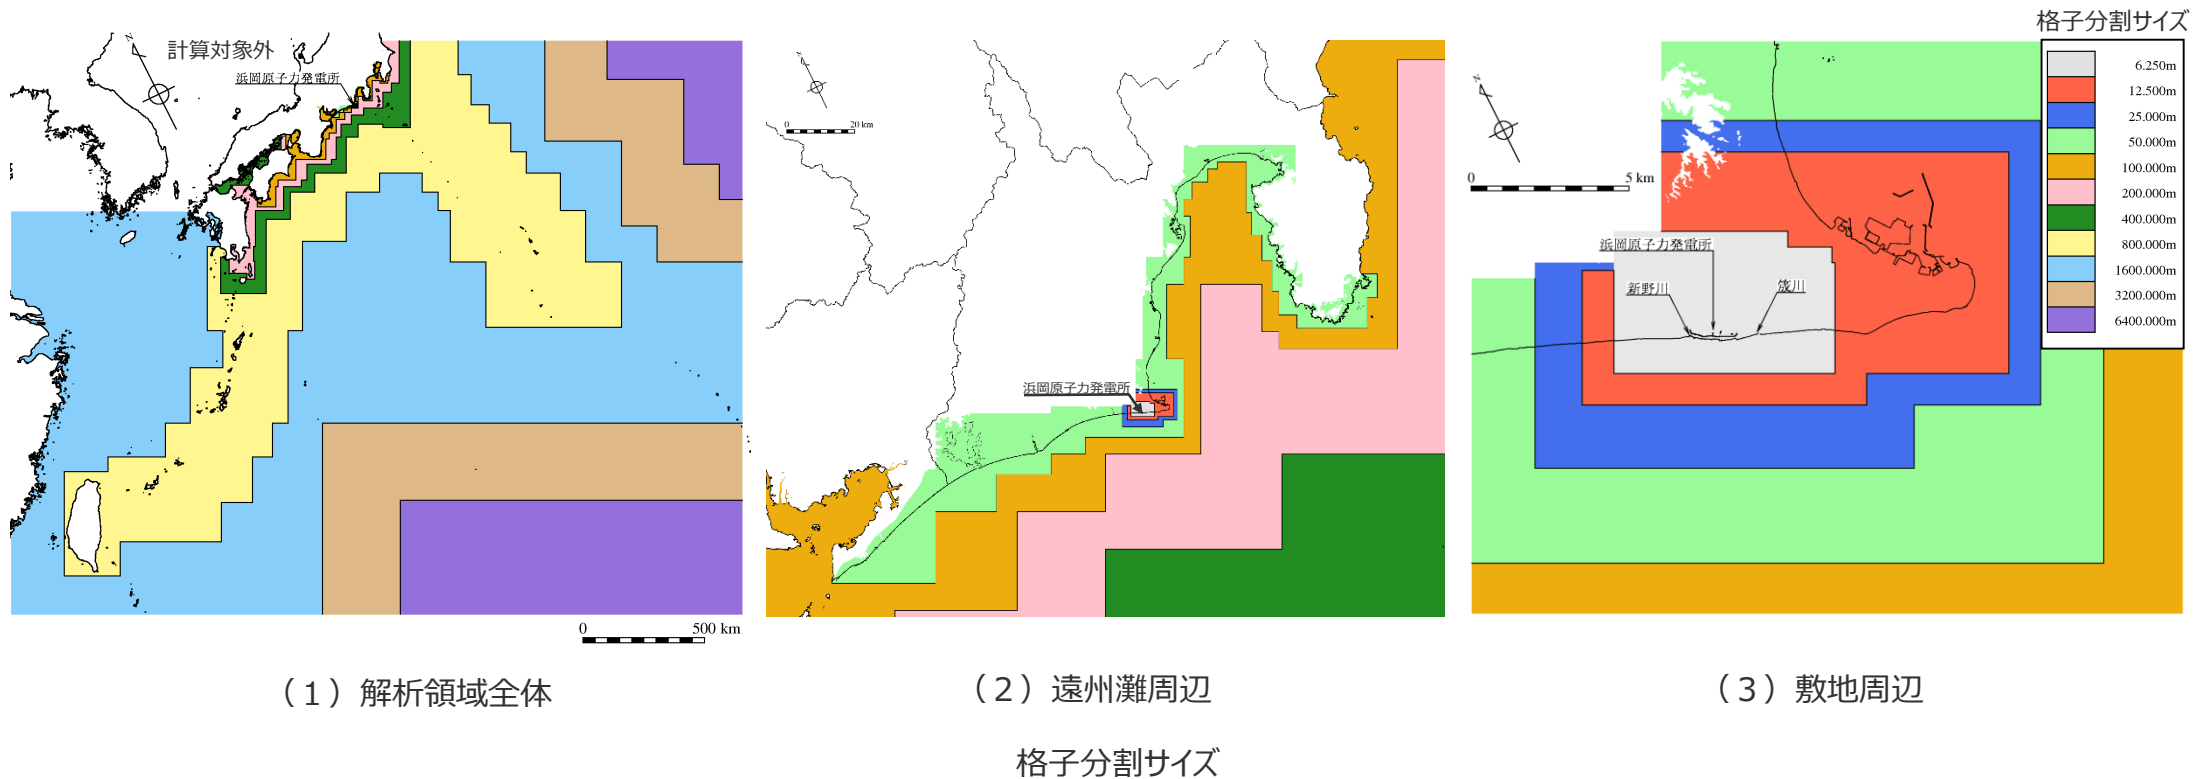 計算対象外
浜岡原子力発電所
N
0 500 km
（１）解析領域全体
N
0 20 km
浜岡原子力発電所
（２）遠州灘周辺
N
0 5 km
浜岡原子力発電所
新野川
筬川
（３）敷地周辺
格子分割サイズ
6.250m
12.500m
25.000m
50.000m
100.000m
200.000m
400.000m
800.000m
1600.000m
3200.000m
6400.000m
格子分割サイズ